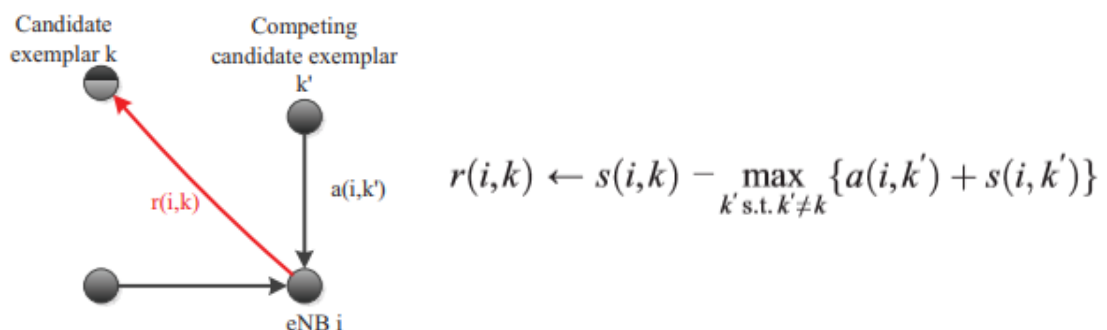 Candidate
exemplar k
Competing
candidate exemplar
k'
r(i,k)
a(i,k')
eNB i
r(i,k) ← s(i,k) − max {a(i,k′) + s(i,k′)}
k′ s.t. k′≠k